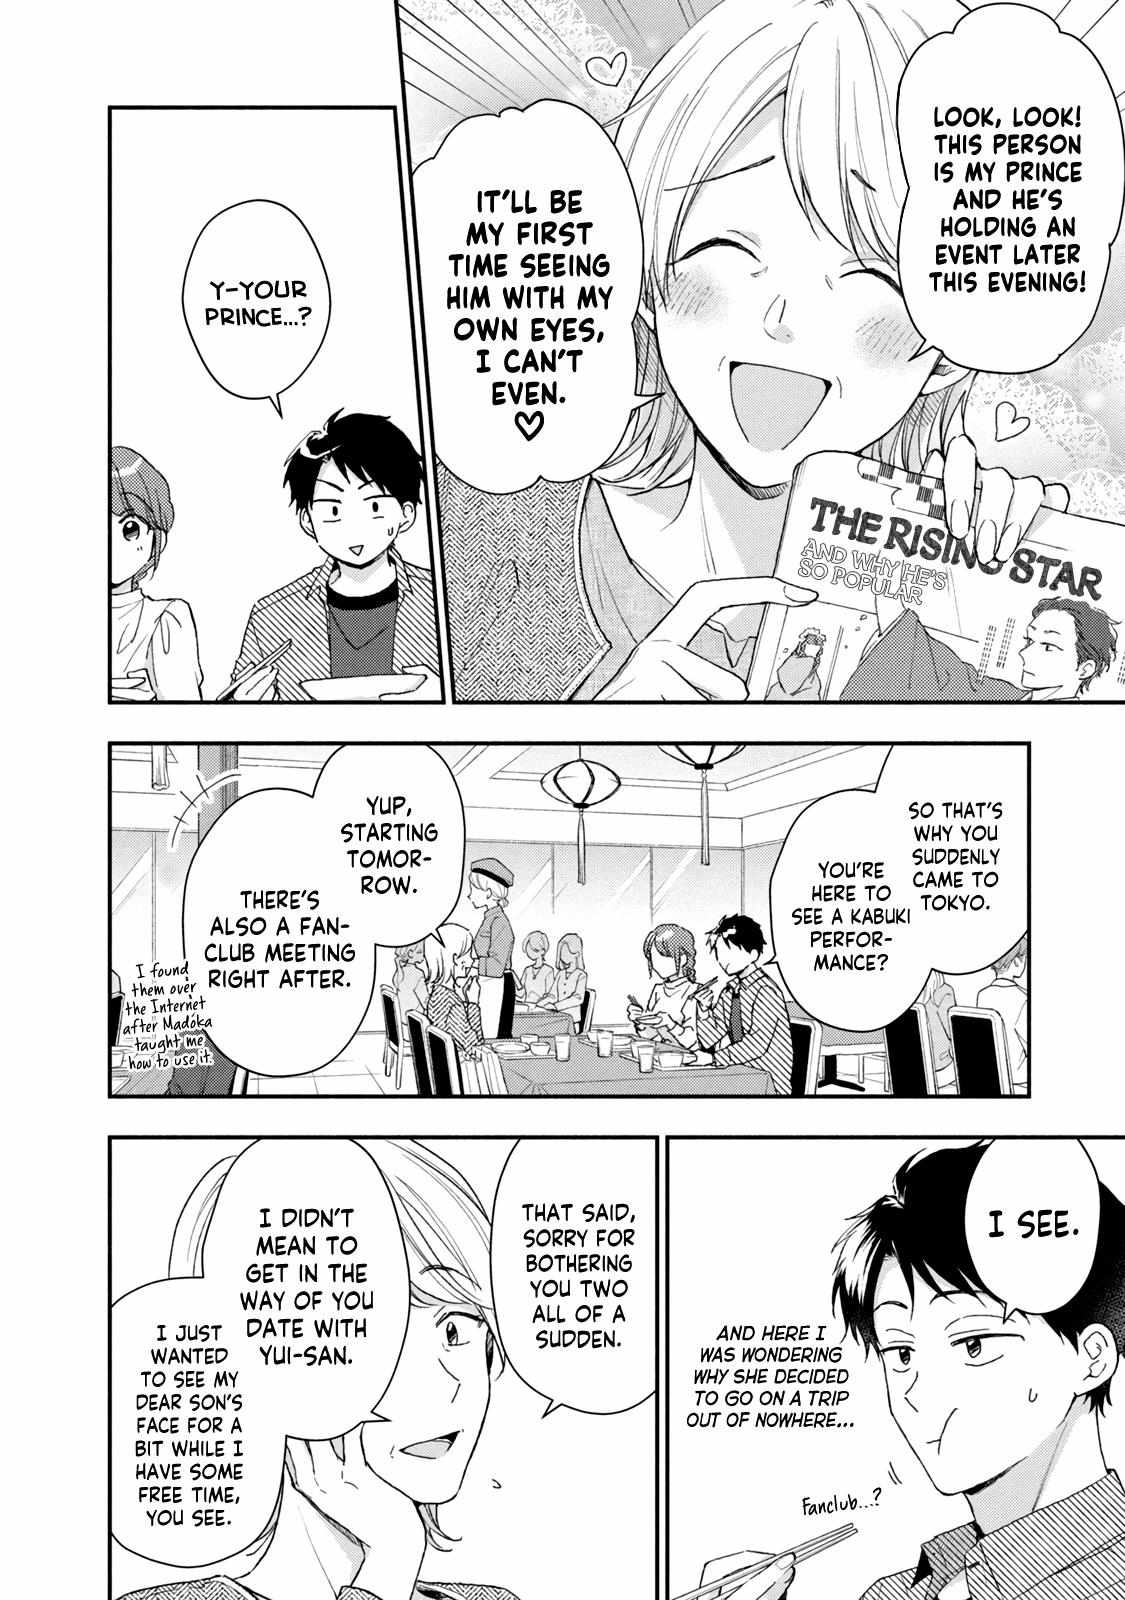 LOOK, LOOK!
THIS PERSON
IS MY PRINCE
AND HE'S
HOLDING AN
EVENT LATER
THIS EVENING!
IT'LL BE
MY FIRST
TIME SEEING
HIM WITH MY
OWN EYES,
I CAN'T
EVEN.
♡
THE RISING STAR
AND WHY HE'S
SO POPULAR
Y-YOUR
PRINCE...?
SO THAT'S
WHY YOU
SUDDENLY
CAME TO
TOKYO.
YOU'RE
HERE TO
SEE A KABUKI
PERFOR-
MANCE?
YUP,
STARTING
TOMOR-
ROW.
THERE'S
ALSO A FAN-
CLUB MEETING
RIGHT AFTER.
I found
them over
the Internet
after Madoka
taught me
how to use it.
I SEE.
AND HERE I
WAS WONDERING
WHY SHE DECIDED
TO GO ON A TRIP
OUT OF NOWHERE...
Fanclub...?
THAT SAID,
SORRY FOR
BOTHERING
YOU TWO
ALL OF A
SUDDEN.
I DIDN'T
MEAN TO
GET IN THE
WAY OF YOU
DATE WITH
YUI-SAN.
I JUST
WANTED
TO SEE MY
DEAR SON'S
FACE FOR A
BIT WHILE I
HAVE SOME
FREE TIME,
YOU SEE.